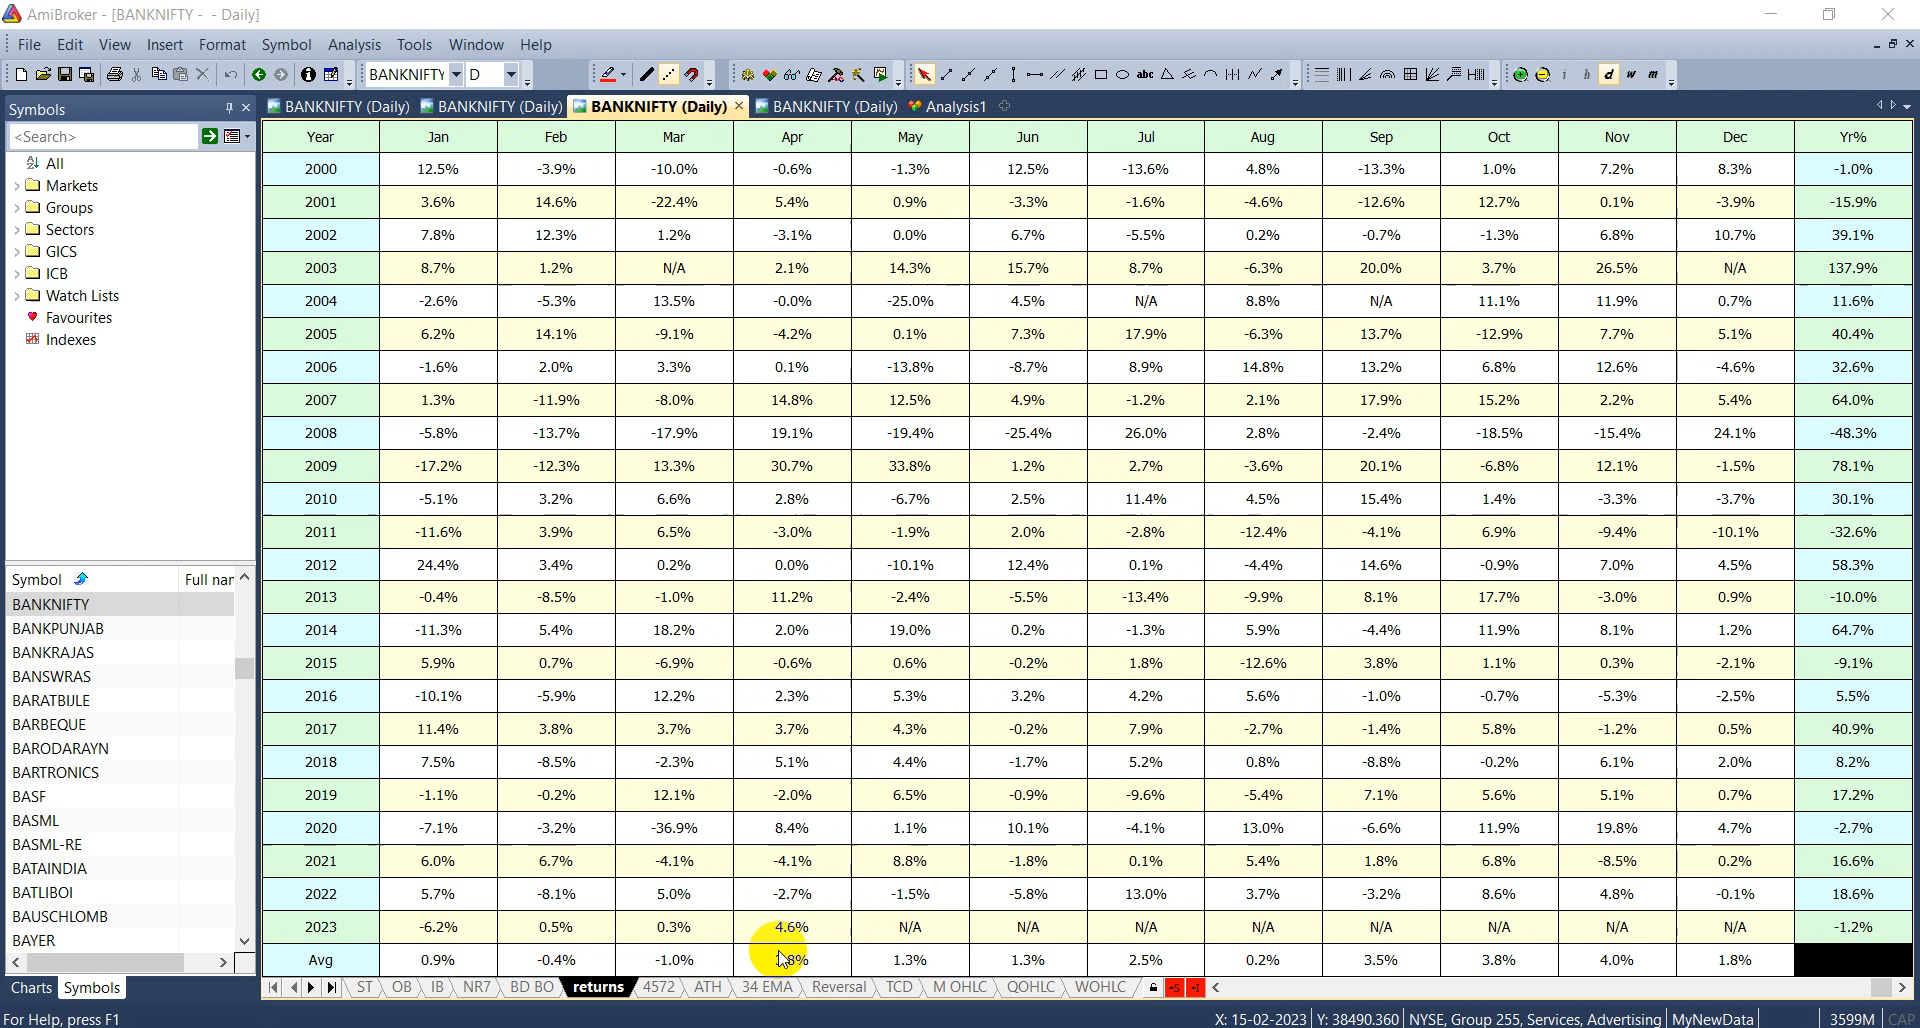 AmiBroker - [BANKNIFTY - - Daily]
File Edit View Insert Format Symbol Analysis Tools Window Help
BANKNIFTY D abc i h d w m
Symbols
BANKNIFTY (Daily) BANKNIFTY (Daily) BANKNIFTY (Daily) BANKNIFTY (Daily) Analysis1
<Search>
All
Markets
Groups
Sectors
GICS
ICB
Watch Lists
Favourites
Indexes
Symbol Full nar
BANKNIFTY
BANKPUNJAB
BANKRAJAS
BANSWRAS
BARATBIJLE
BARBEQUE
BARODARAYN
BARTRONICS
BASF
BASML
BASML-RE
BATAINDIA
BATLIBOI
BAUSCHLOMB
BAYER
Charts Symbols
Year Jan Feb Mar Apr May Jun Jul Aug Sep Oct Nov Dec Yr%
2000 12.5% -3.9% -10.0% -0.6% -1.3% 12.5% -13.6% 4.8% -13.3% 1.0% 7.2% 8.3% -1.0%
2001 3.6% 14.6% -22.4% 5.4% 0.9% -3.3% -1.6% -4.6% -12.6% 12.7% 0.1% -3.9% -15.9%
2002 7.8% 12.3% 1.2% -3.1% 0.0% 6.7% -5.5% 0.2% -0.7% -1.3% 6.8% 10.7% 39.1%
2003 8.7% 1.2% N/A 2.1% 14.3% 15.7% 8.7% -6.3% 20.0% 3.7% 26.5% N/A 137.9%
2004 -2.6% -5.3% 13.5% -0.0% -25.0% 4.5% N/A 8.8% N/A 11.1% 11.9% 0.7% 11.6%
2005 6.2% 14.1% -9.1% -4.2% 0.1% 7.3% 17.9% -6.3% 13.7% -12.9% 7.7% 5.1% 40.4%
2006 -1.6% 2.0% 3.3% 0.1% -13.8% -8.7% 8.9% 14.8% 13.2% 6.8% 12.6% -4.6% 32.6%
2007 1.3% -11.9% -8.0% 14.8% 12.5% 4.9% -1.2% 2.1% 17.9% 15.2% 2.2% 5.4% 64.0%
2008 -5.8% -13.7% -17.9% 19.1% -19.4% -25.4% 26.0% 2.8% -2.4% -18.5% -15.4% 24.1% -48.3%
2009 -17.2% -12.3% 13.3% 30.7% 33.8% 1.2% 2.7% -3.6% 20.1% -6.8% 12.1% -1.5% 78.1%
2010 -5.1% 3.2% 6.6% 2.8% -6.7% 2.5% 11.4% 4.5% 15.4% 1.4% -3.3% -3.7% 30.1%
2011 -11.6% 3.9% 6.5% -3.0% -1.9% 2.0% -2.8% -12.4% -4.1% 6.9% -9.4% -10.1% -32.6%
2012 24.4% 3.4% 0.2% 0.0% -10.1% 12.4% 0.1% -4.4% 14.6% -0.9% 7.0% 4.5% 58.3%
2013 -0.4% -8.5% -1.0% 11.2% -2.4% -5.5% -13.4% -9.9% 8.1% 17.7% -3.0% 0.9% -10.0%
2014 -11.3% 5.4% 18.2% 2.0% 19.0% 0.2% -1.3% 5.9% -4.4% 11.9% 8.1% 1.2% 64.7%
2015 5.9% 0.7% -6.9% -0.6% 0.6% -0.2% 1.8% -12.6% 3.8% 1.1% 0.3% -2.1% -9.1%
2016 -10.1% -5.9% 12.2% 2.3% 5.3% 3.2% 4.2% 5.6% -1.0% -0.7% -5.3% -2.5% 5.5%
2017 11.4% 3.8% 3.7% 3.7% 4.3% -0.2% 7.9% -2.7% -1.4% 5.8% -1.2% 0.5% 40.9%
2018 7.5% -8.5% -2.3% 5.1% 4.4% -1.7% 5.2% 0.8% -8.8% -0.2% 6.1% 2.0% 8.2%
2019 -1.1% -0.2% 12.1% -2.0% 6.5% -0.9% -9.6% -5.4% 7.1% 5.6% 5.1% 0.7% 17.2%
2020 -7.1% -3.2% -36.9% 8.4% 1.1% 10.1% -4.1% 13.0% -6.6% 11.9% 19.8% 4.7% -2.7%
2021 6.0% 6.7% -4.1% -4.1% 8.8% -1.8% 0.1% 5.4% 1.8% 6.8% -8.5% 0.2% 16.6%
2022 5.7% -8.1% 5.0% -2.7% -1.5% -5.8% 13.0% 3.7% -3.2% 8.6% 4.8% -0.1% 18.6%
2023 -6.2% 0.5% 0.3% 4.6% N/A N/A N/A N/A N/A N/A N/A N/A -1.2%
Avg 0.9% -0.4% -1.0% 1.3% 1.3% 2.5% 0.2% 3.5% 3.8% 4.0% 1.8%
ST OB IB NR7 BD BO returns 4572 ATH 34 EMA Reversal TCD M OHLC QOHLC WOHLC
For Help, press F1 X: 15-02-2023 Y: 38490.360 NYSE, Group 255, Services, Advertising MyNewData 3599M CAP